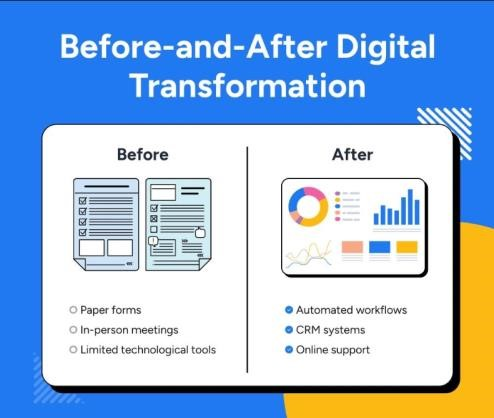 Before-and-After Digital
Transformation
Before
After
Paper forms
In-person meetings
Limited technological tools
Automated workflows
CRM systems
Online support